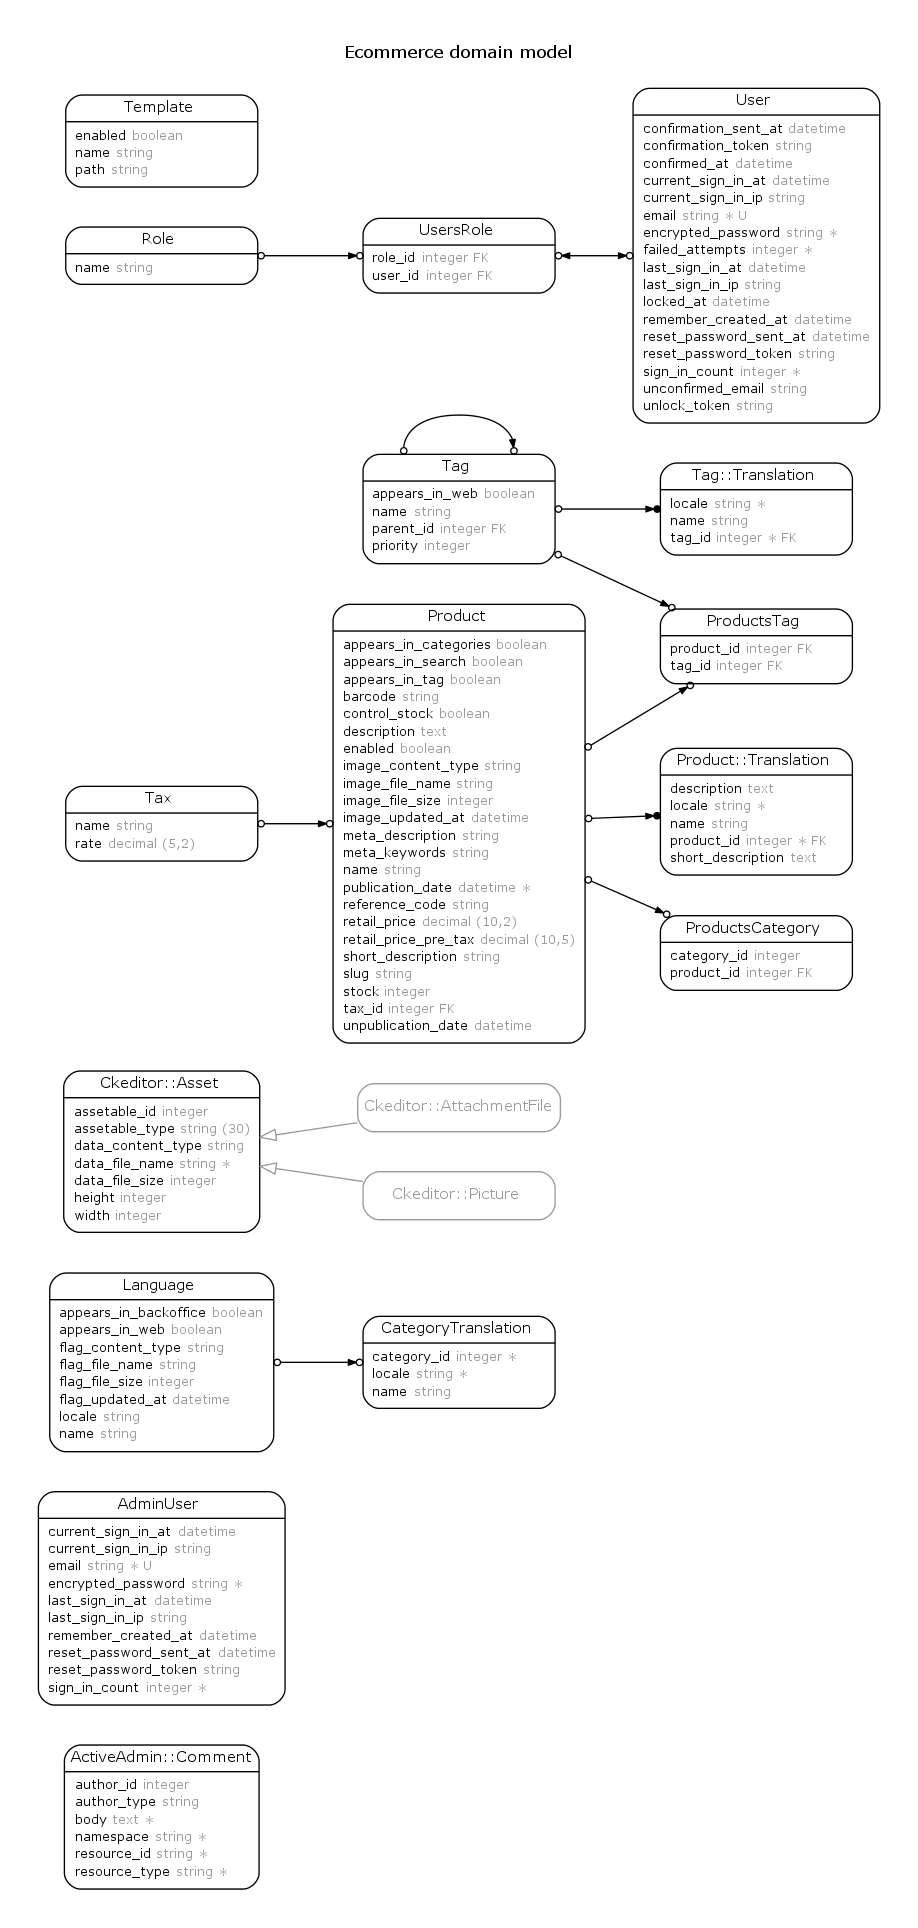 Ecommerce domain model
Template
enabled boolean
name string
path string
Role
name string
UsersRole
role_id integer FK
user_id integer FK
User
confirmation_sent_at datetime
confirmation_token string
confirmed_at datetime
current_sign_in_at datetime
current_sign_in_ip string
email string * U
encrypted_password string *
failed_attempts integer *
last_sign_in_at datetime
last_sign_in_ip string
locked_at datetime
remember_created_at datetime
reset_password_sent_at datetime
reset_password_token string
sign_in_count integer *
unconfirmed_email string
unlock_token string
Tag
appears_in_web boolean
name string
parent_id integer FK
priority integer
Tag::Translation
locale string *
name string
tag_id integer * FK
ProductsTag
product_id integer FK
tag_id integer FK
Product
appears_in_categories boolean
appears_in_search boolean
appears_in_tag boolean
barcode string
control_stock boolean
description text
enabled boolean
image_content_type string
image_file_name string
image_file_size integer
image_updated_at datetime
meta_description string
meta_keywords string
name string
publication_date datetime *
reference_code string
retail_price decimal (10,2)
retail_price_pre_tax decimal (10,5)
short_description string
slug string
stock integer
tax_id integer FK
unpublication_date datetime
Tax
name string
rate decimal (5,2)
Product::Translation
description text
locale string *
name string
product_id integer * FK
short_description text
ProductsCategory
category_id integer
product_id integer FK
Ckeditor::Asset
assetable_id integer
assetable_type string (30)
data_content_type string
data_file_name string *
data_file_size integer
height integer
width integer
Ckeditor::AttachmentFile
Ckeditor::Picture
Language
appears_in_backoffice boolean
appears_in_web boolean
flag_content_type string
flag_file_name string
flag_file_size integer
flag_updated_at datetime
locale string
name string
CategoryTranslation
category_id integer *
locale string *
name string
AdminUser
current_sign_in_at datetime
current_sign_in_ip string
email string * U
encrypted_password string *
last_sign_in_at datetime
last_sign_in_ip string
remember_created_at datetime
reset_password_sent_at datetime
reset_password_token string
sign_in_count integer *
ActiveAdmin::Comment
author_id integer
author_type string
body text *
namespace string *
resource_id string *
resource_type string *